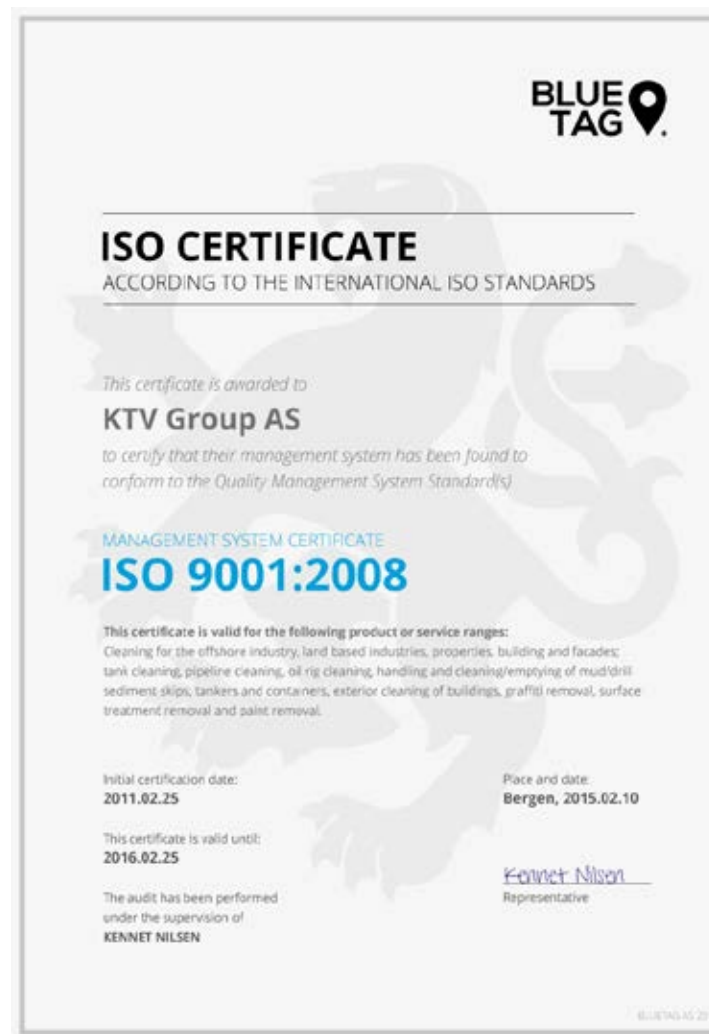 BLUE
TAG
ISO CERTIFICATE
ACCORDING TO THE INTERNATIONAL ISO STANDARDS
This certificate is awarded to
KTV Group AS
to certify that their management system has been found to
conform to the Quality Management System Standard(s)
MANAGEMENT SYSTEM CERTIFICATE
ISO 9001:2008
This certificate is valid for the following product or service ranges:
Cleaning for the offshore industry, land based industries, properties, building and facades;
tank cleaning, pipeline cleaning, oil rig cleaning, handling and cleaning/emptying of mud/drill
sediment skips, tankers and containers, exterior cleaning of buildings, graffiti removal, surface
treatment removal and paint removal.
Initial certification date:
2011.02.25
Place and date:
Bergen, 2015.02.10
This certificate is valid until:
2016.02.25
Kennet Nilsen
Representative
The audit has been performed
under the supervision of
KENNET NILSEN
BLUETAG AS 20